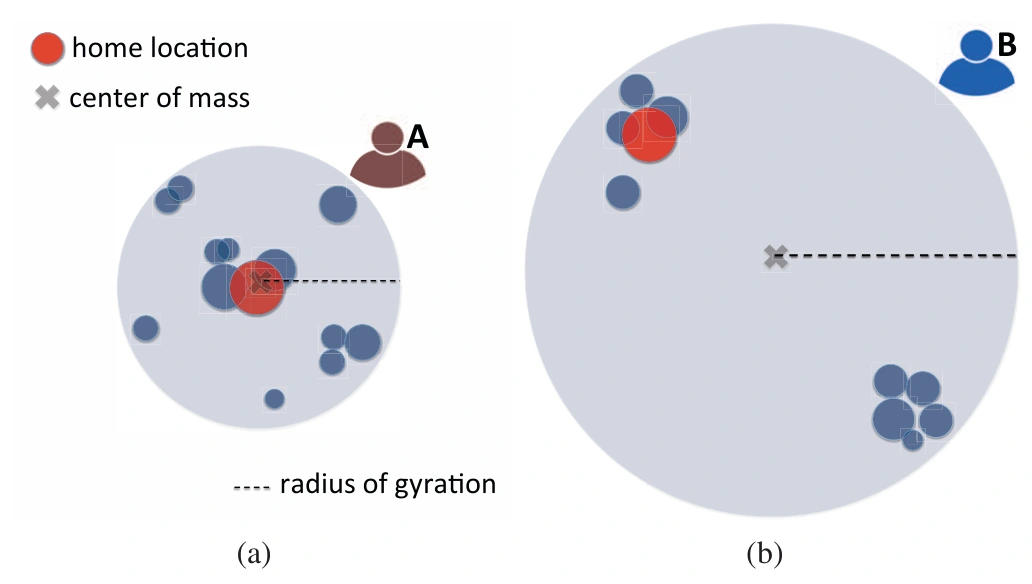 home location
center of mass
A
radius of gyration
(a)
B
(b)